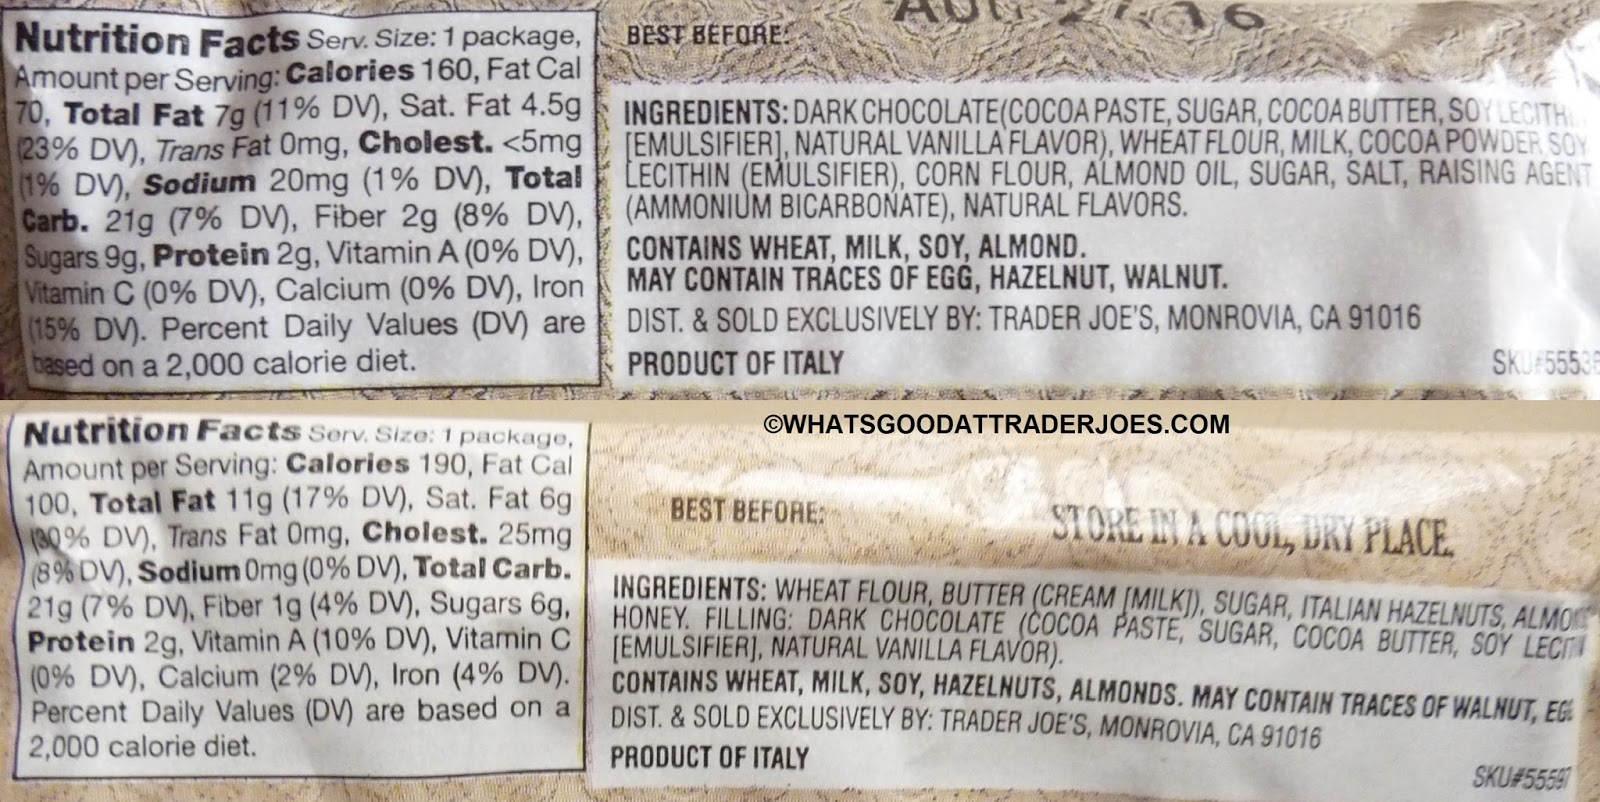 Nutrition Facts Serv. Size: 1 package,
Amount per Serving: Calories 160, Fat Cal
70, Total Fat 7g (11% DV), Sat. Fat 4.5g
(23% DV), Trans Fat 0mg, Cholest. <5mg
(1% DV), Sodium 20mg (1% DV), Total
Carb. 21g (7% DV), Fiber 2g (8% DV),
Sugars 9g, Protein 2g, Vitamin A (0% DV),
Vitamin C (0% DV), Calcium (0% DV), Iron
(15% DV). Percent Daily Values (DV) are
based on a 2,000 calorie diet.
BEST BEFORE:
INGREDIENTS: DARK CHOCOLATE (COCOA PASTE, SUGAR, COCOA BUTTER, SOY
[EMULSIFIER], NATURAL VANILLA FLAVOR), WHEAT FLOUR, MILK, COCOA POWDER, SOY
LECITHIN (EMULSIFIER), CORN FLOUR, ALMOND OIL, SUGAR, SALT, RAISING AGENT
(AMMONIUM BICARBONATE), NATURAL FLAVORS.
CONTAINS WHEAT, MILK, SOY, ALMOND.
MAY CONTAIN TRACES OF EGG, HAZELNUT, WALNUT.
DIST. & SOLD EXCLUSIVELY BY: TRADER JOE'S, MONROVIA, CA 91016
PRODUCT OF ITALY
©WHATSGOODATTRADERJOES.COM
Nutrition Facts Serv. Size: 1 package,
Amount per Serving: Calories 190, Fat Cal
100, Total Fat 11g (17% DV), Sat. Fat 6g
(30% DV), Trans Fat 0mg, Cholest. 25mg
(8% DV), Sodium 0mg (0% DV), Total Carb.
21g (7% DV), Fiber 1g (4% DV), Sugars 6g,
Protein 2g, Vitamin A (10% DV), Vitamin C
(0% DV), Calcium (2% DV), Iron (4% DV).
Percent Daily Values (DV) are based on a
2,000 calorie diet.
BEST BEFORE:
STORE IN A COOL, DRY PLACE.
INGREDIENTS: WHEAT FLOUR, BUTTER (CREAM [MILK]), SUGAR, ITALIAN HAZELNUTS,
HONEY. FILLING: DARK CHOCOLATE (COCOA PASTE, SUGAR, COCOA BUTTER, SOY
[EMULSIFIER], NATURAL VANILLA FLAVOR).
CONTAINS WHEAT, MILK, SOY, HAZELNUTS, ALMONDS. MAY CONTAIN TRACES OF WALNUT,
DIST. & SOLD EXCLUSIVELY BY: TRADER JOE'S, MONROVIA, CA 91016
PRODUCT OF ITALY